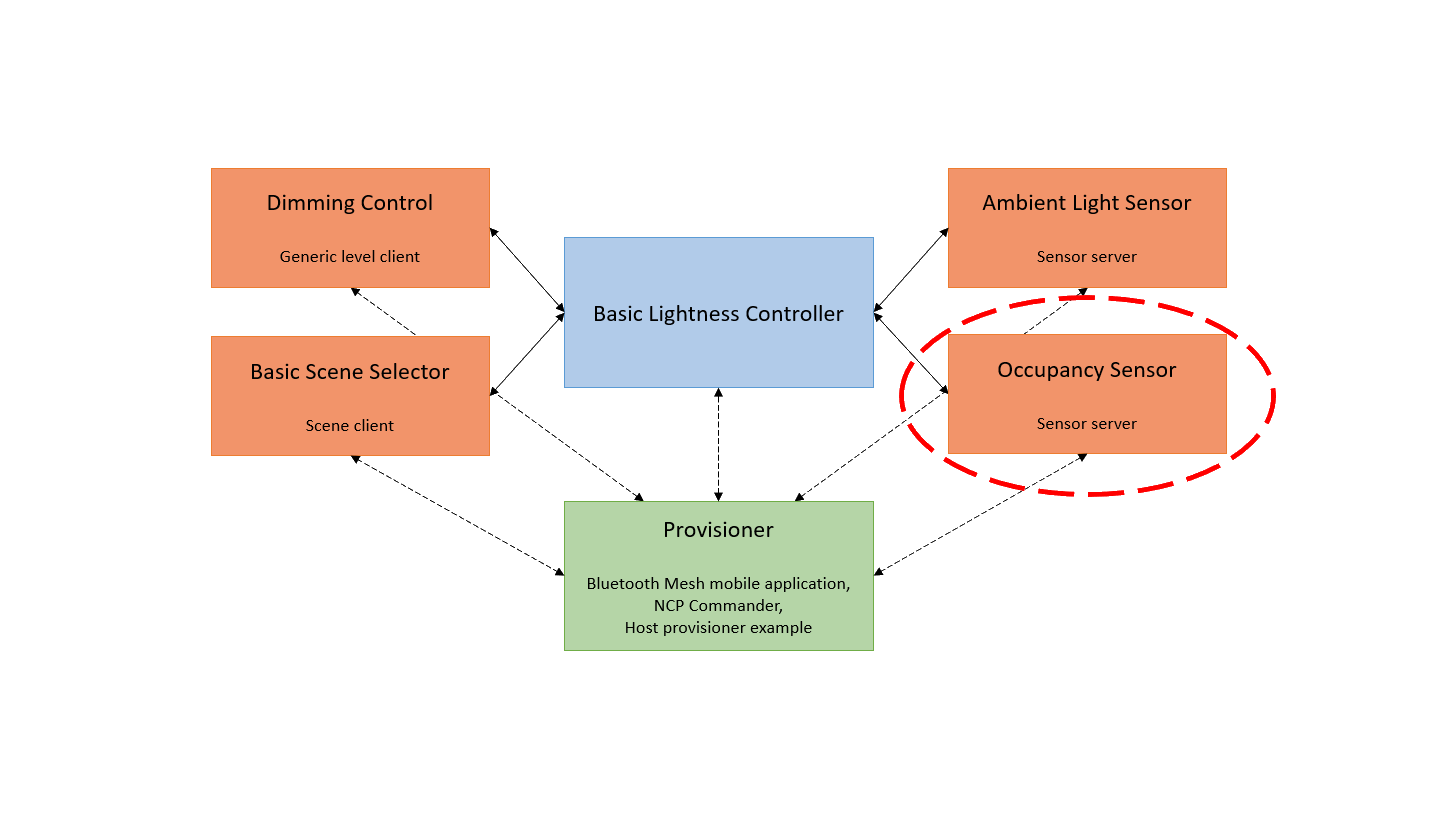 Dimming Control
Generic level client
Basic Scene Selector
Scene client
Basic Lightness Controller
Ambient Light Sensor
Sensor server
Occupancy Sensor
Sensor server
Provisioner
Bluetooth Mesh mobile application,
NCP Commander,
Host provisioner example